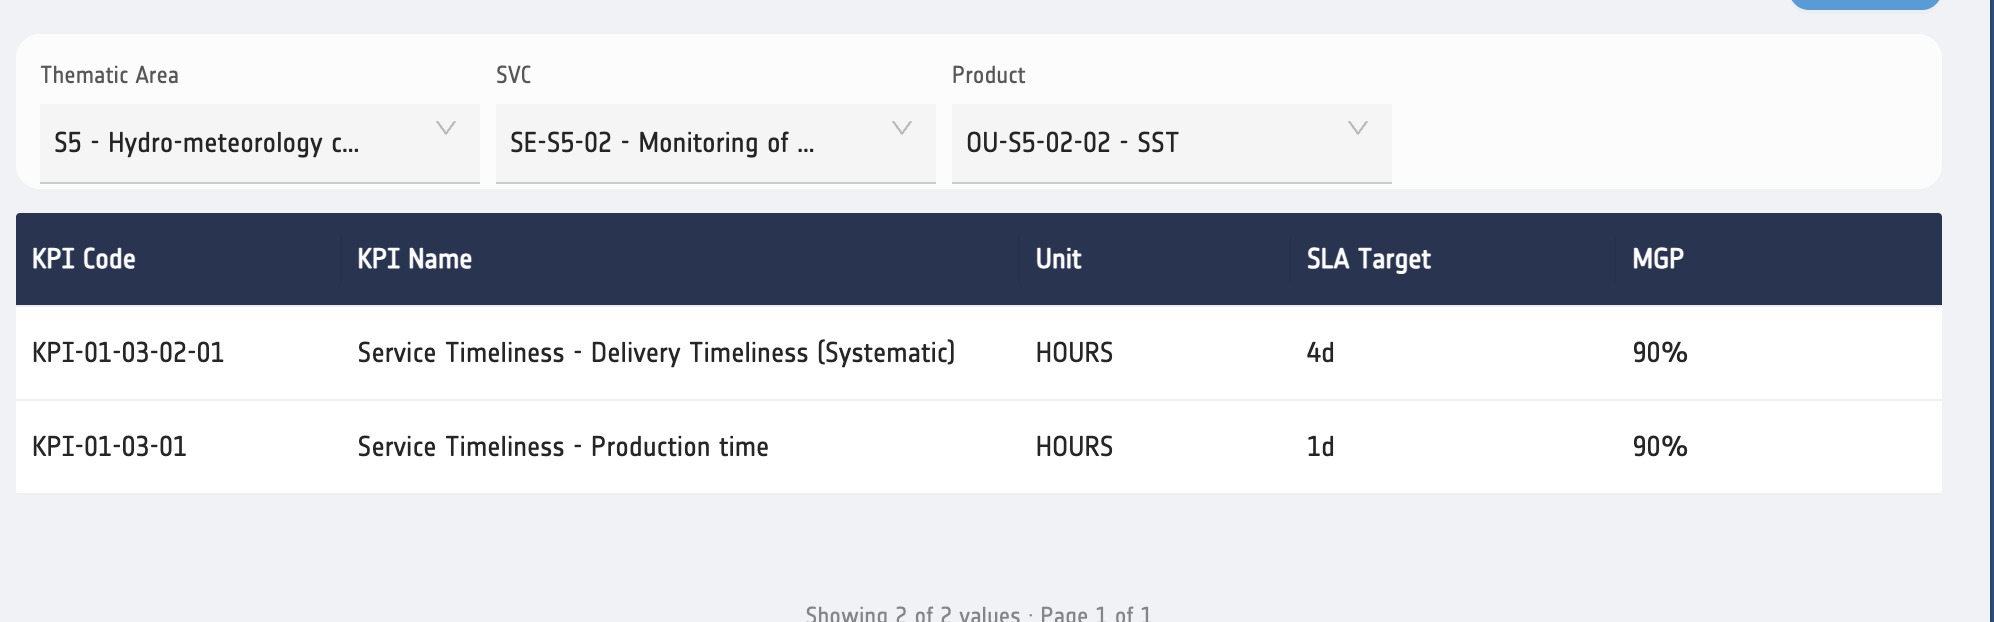 Thematic Area SVC Product
S5 - Hydro-meteorology c... SE-S5-02 - Monitoring of ... OU-S5-02-02 - SST
KPI Code KPI Name Unit SLA Target MGP
KPI-01-03-02-01 Service Timeliness - Delivery Timeliness (Systematic) HOURS 4d 90%
KPI-01-03-01 Service Timeliness - Production time HOURS 1d 90%
Showing 2 of 2 values · Page 1 of 1